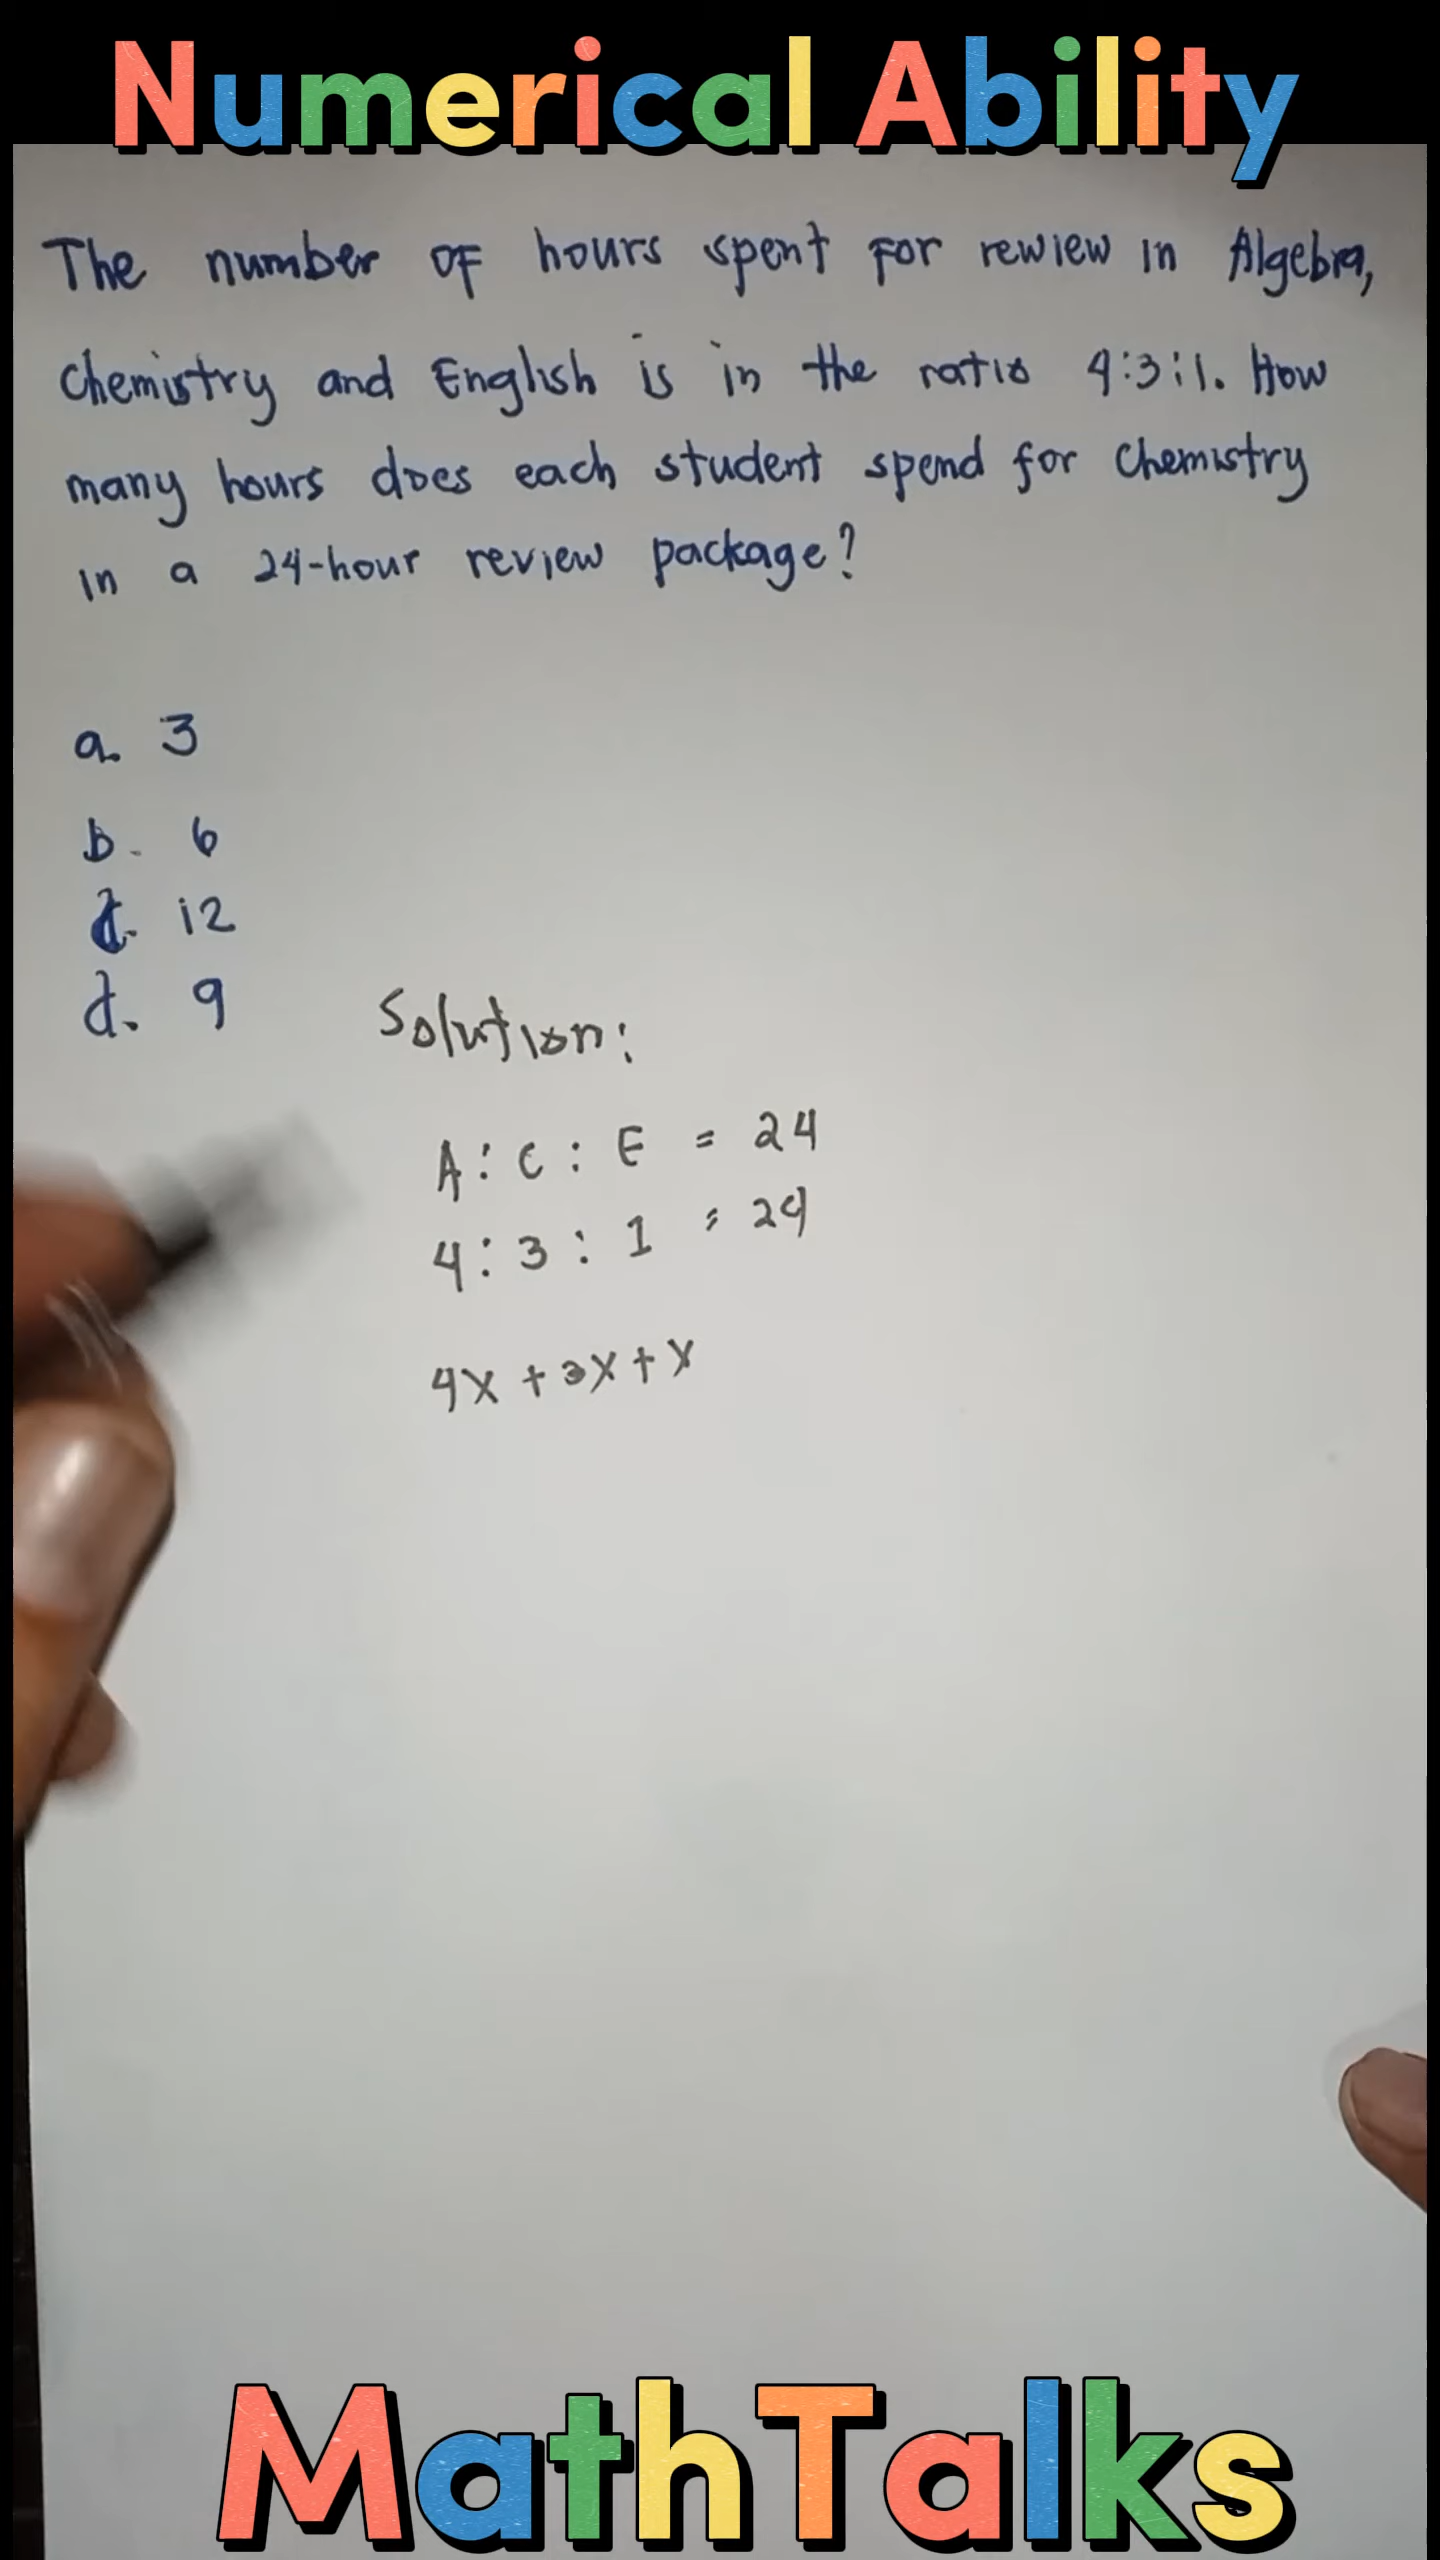 Numerical Ability
The number of hours spent for rewiew in Algebra,
Chemistry and English is in the ratio 4:3:1. How
many hours does each student spend for Chemistry
in a 24-hour review package?
a. 3
b. 6
c. 12
d. 9
Solution:
A : C : E = 24
4 : 3 : 1 = 24
4x + 3x + x
MathTalks